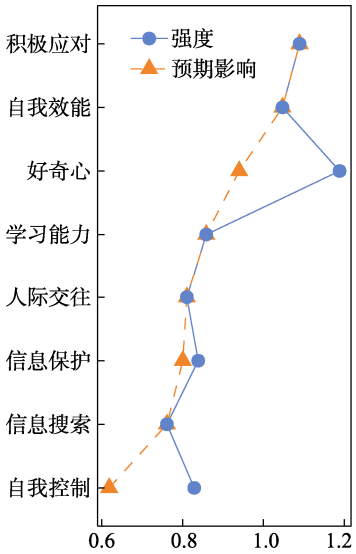 积极应对
强度
预期影响
自我效能
好奇心
学习能力
人际交往
信息保护
信息搜索
自我控制
0.6 0.8 1.0 1.2